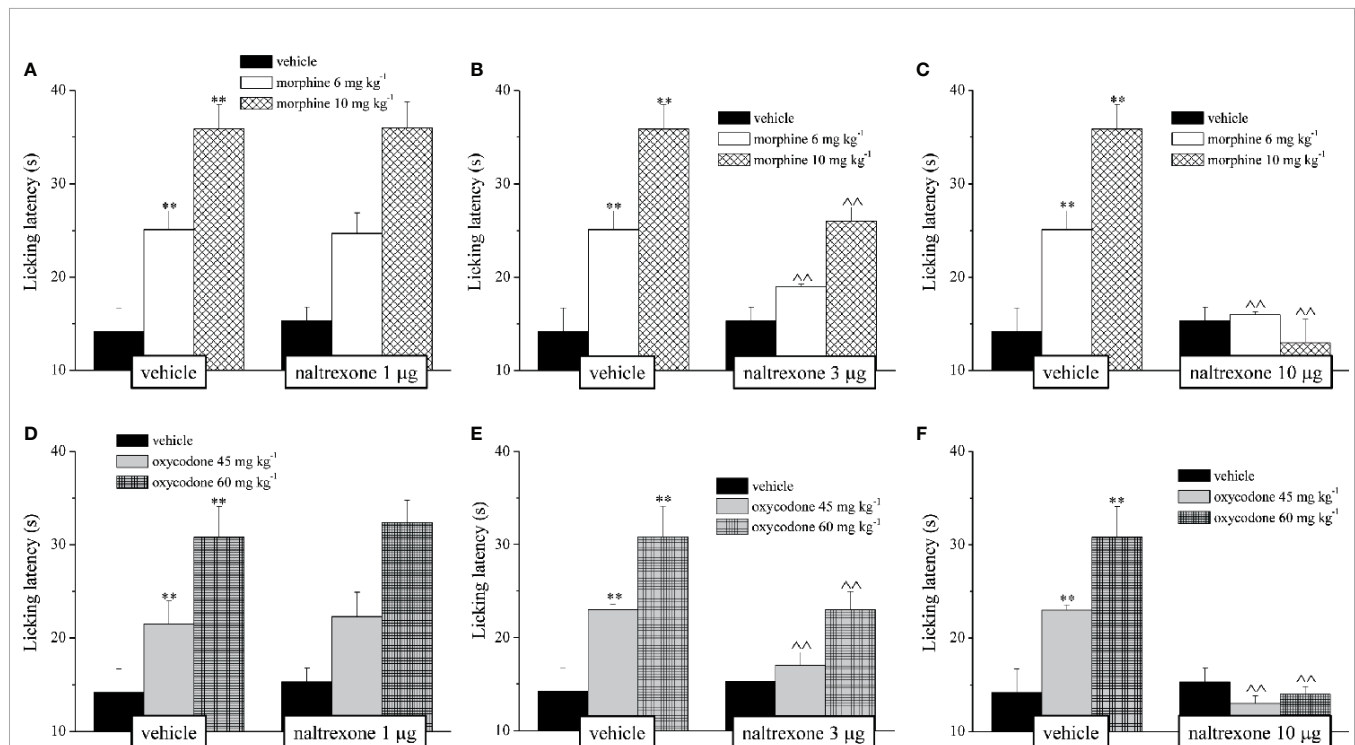 A
vehicle
morphine 6 mg kg-1
morphine 10 mg kg-1
Licking latency (s)
40
30
20
10
**
**
vehicle
naltrexone 1 µg
B
vehicle
morphine 6 mg kg-1
morphine 10 mg kg-1
Licking latency (s)
40
30
20
10
**
**
^^
^^
vehicle
naltrexone 3 µg
C
vehicle
morphine 6 mg kg-1
morphine 10 mg kg-1
Licking latency (s)
40
30
20
10
**
**
^^
^^
vehicle
naltrexone 10 µg
D
vehicle
oxycodone 45 mg kg-1
oxycodone 60 mg kg-1
Licking latency (s)
40
30
20
10
**
**
vehicle
naltrexone 1 µg
E
vehicle
oxycodone 45 mg kg-1
oxycodone 60 mg kg-1
Licking latency (s)
40
30
20
10
**
**
^^
^^
vehicle
naltrexone 3 µg
F
vehicle
oxycodone 45 mg kg-1
oxycodone 60 mg kg-1
Licking latency (s)
40
30
20
10
**
**
^^
^^
vehicle
naltrexone 10 µg